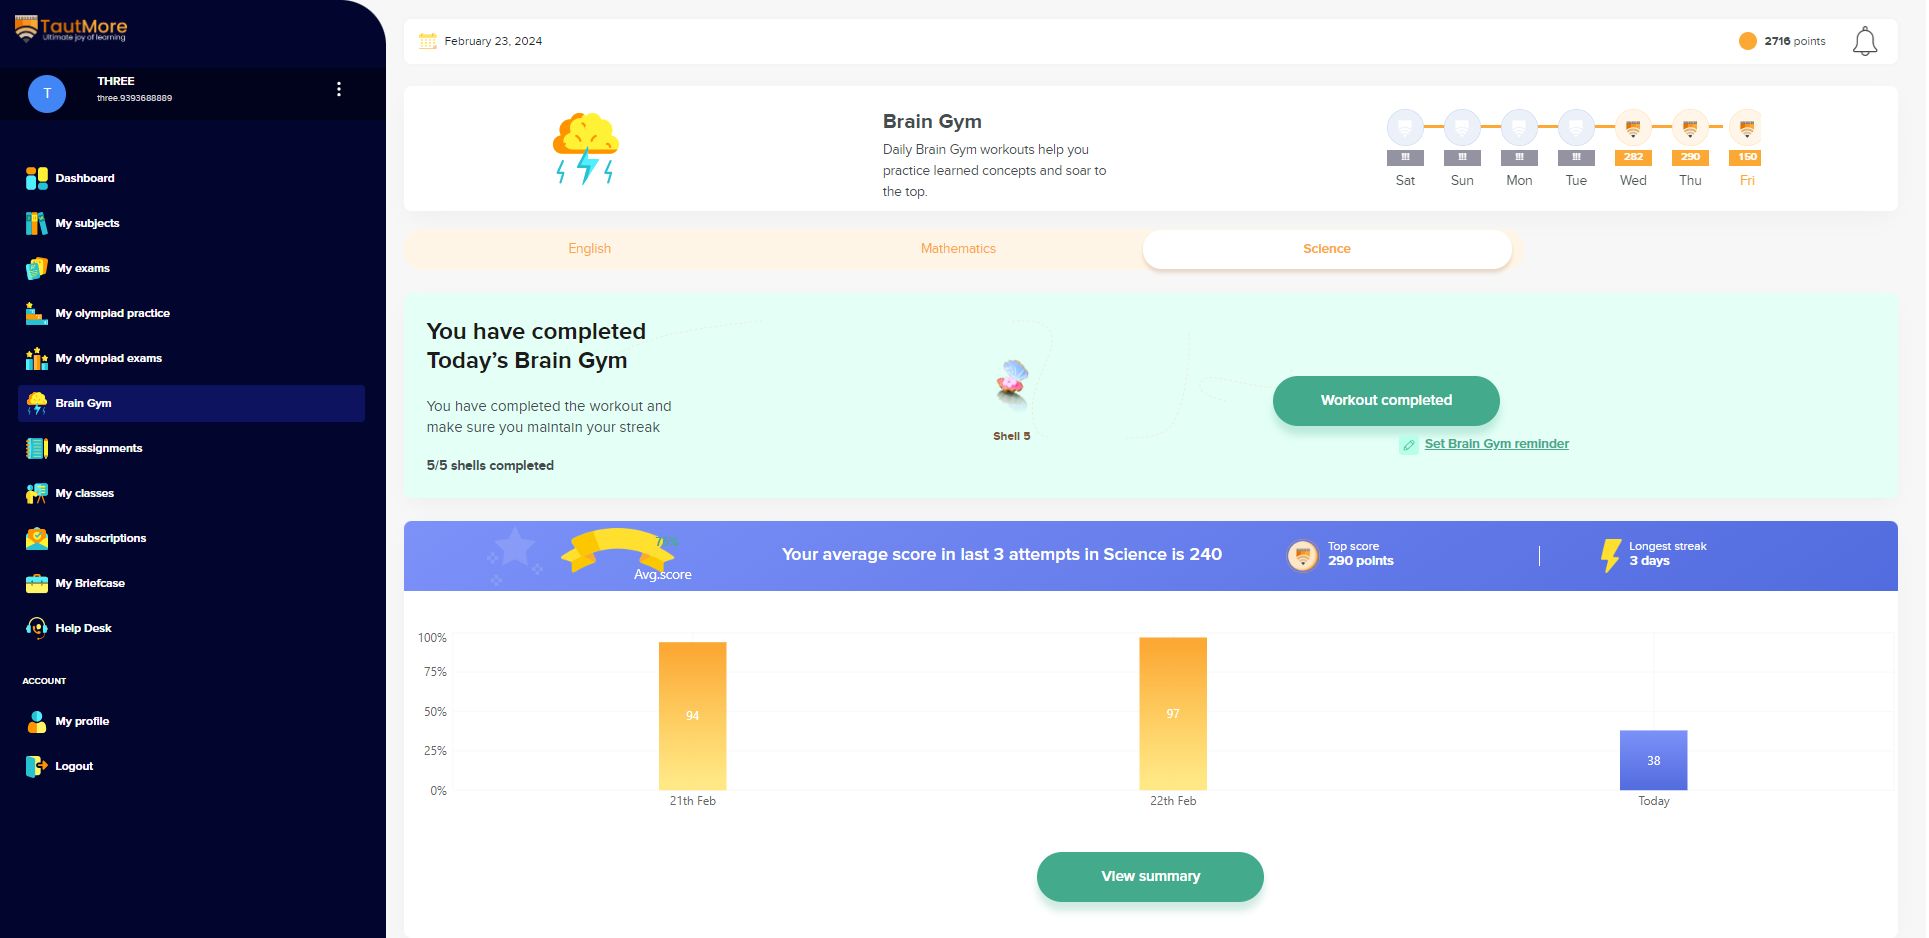 TautMore
Ultimate joy of learning
THREE
three.9393688889
T
Dashboard
My subjects
My exams
My olympiad practice
My olympiad exams
Brain Gym
My assignments
My classes
My subscriptions
My Briefcase
Help Desk
ACCOUNT
My profile
Logout
February 23, 2024
2716 points
Brain Gym
Daily Brain Gym workouts help you
practice learned concepts and soar to
the top.
!!! !!! !!! !!! 282 290 150
Sat Sun Mon Tue Wed Thu Fri
English Mathematics Science
You have completed
Today's Brain Gym
You have completed the workout and
make sure you maintain your streak
5/5 shells completed
Shell 5
Workout completed
Set Brain Gym reminder
Avg.score
Your average score in last 3 attempts in Science is 240
Top score
290 points
Longest streak
3 days
100%
75%
50%
25%
0%
94
97
38
21th Feb
22th Feb
Today
View summary